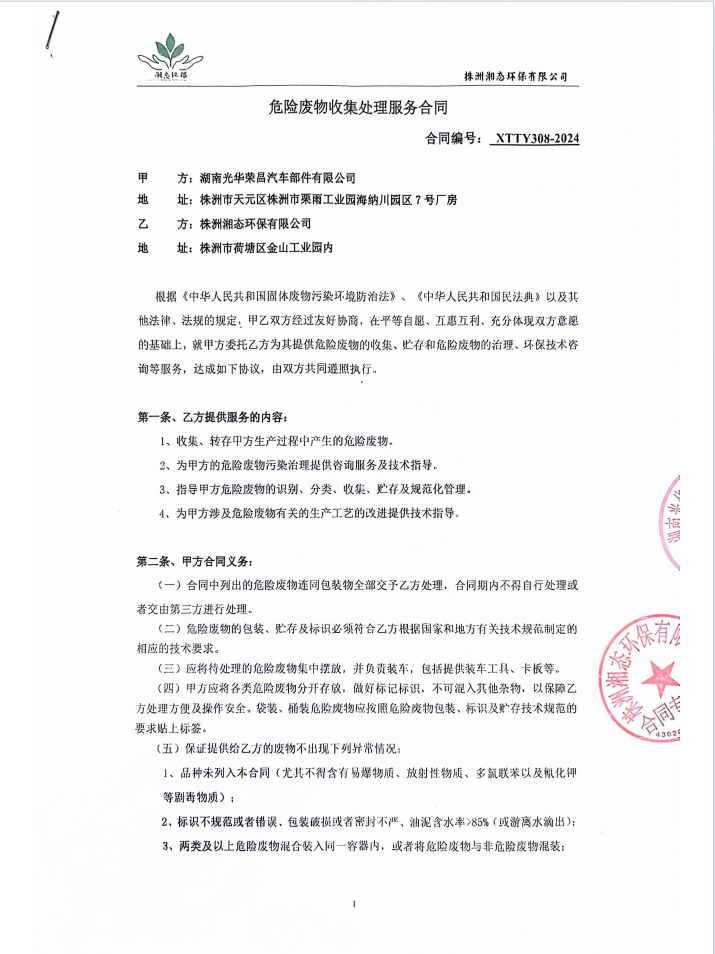 湘态环保
株洲湘态环保有限公司
危险废物收集处理服务合同
合同编号： XTTY308-2024
甲 方：湖南光华荣昌汽车部件有限公司
地 址：株洲市天元区株洲市栗雨工业园海纳川园区 7 号厂房
乙 方：株洲湘态环保有限公司
地 址：株洲市荷塘区金山工业园内
根据《中华人民共和国固体废物污染环境防治法》、《中华人民共和国民法典》以及其
他法律、法规的规定，甲乙双方经过友好协商，在平等自愿、互惠互利、充分体现双方意愿
的基础上，就甲方委托乙方为其提供危险废物的收集、贮存和危险废物的治理、环保技术咨
询等服务，达成如下协议，由双方共同遵照执行。
第一条、乙方提供服务的内容：
1、收集、转存甲方生产过程中产生的危险废物。
2、为甲方的危险废物污染治理提供咨询服务及技术指导。
3、指导甲方危险废物的识别、分类、收集、贮存及规范化管理。
4、为甲方涉及危险废物有关的生产工艺的改进提供技术指导。
第二条、甲方合同义务：
（一）合同中列出的危险废物连同包装物全部交予乙方处理，合同期内不得自行处理或
者交由第三方进行处理。
（二）危险废物的包装、贮存及标识必须符合乙方根据国家和地方有关技术规范制定的
相应的技术要求。
（三）应将待处理的危险废物集中摆放，并负责装车，包括提供装车工具、卡板等。
（四）甲方应将各类危险废物分开存放，做好标记标识，不可混入其他杂物，以保障乙
方处理方便及操作安全。袋装、桶装危险废物应按照危险废物包装、标识及贮存技术规范的
要求贴上标签。
（五）保证提供给乙方的废物不出现下列异常情况：
1、品种未列入本合同（尤其不得含有易爆物质、放射性物质、多氯联苯以及氰化钾
等剧毒物质）；
2、标识不规范或者错误、包装破损或者密封不严、油泥含水率>85%（或游离水滴出）；
3、两类及以上危险废物混合装入同一容器内，或者将危险废物与非危险废物混装；
株洲湘态环保有限
合同专
43020
1